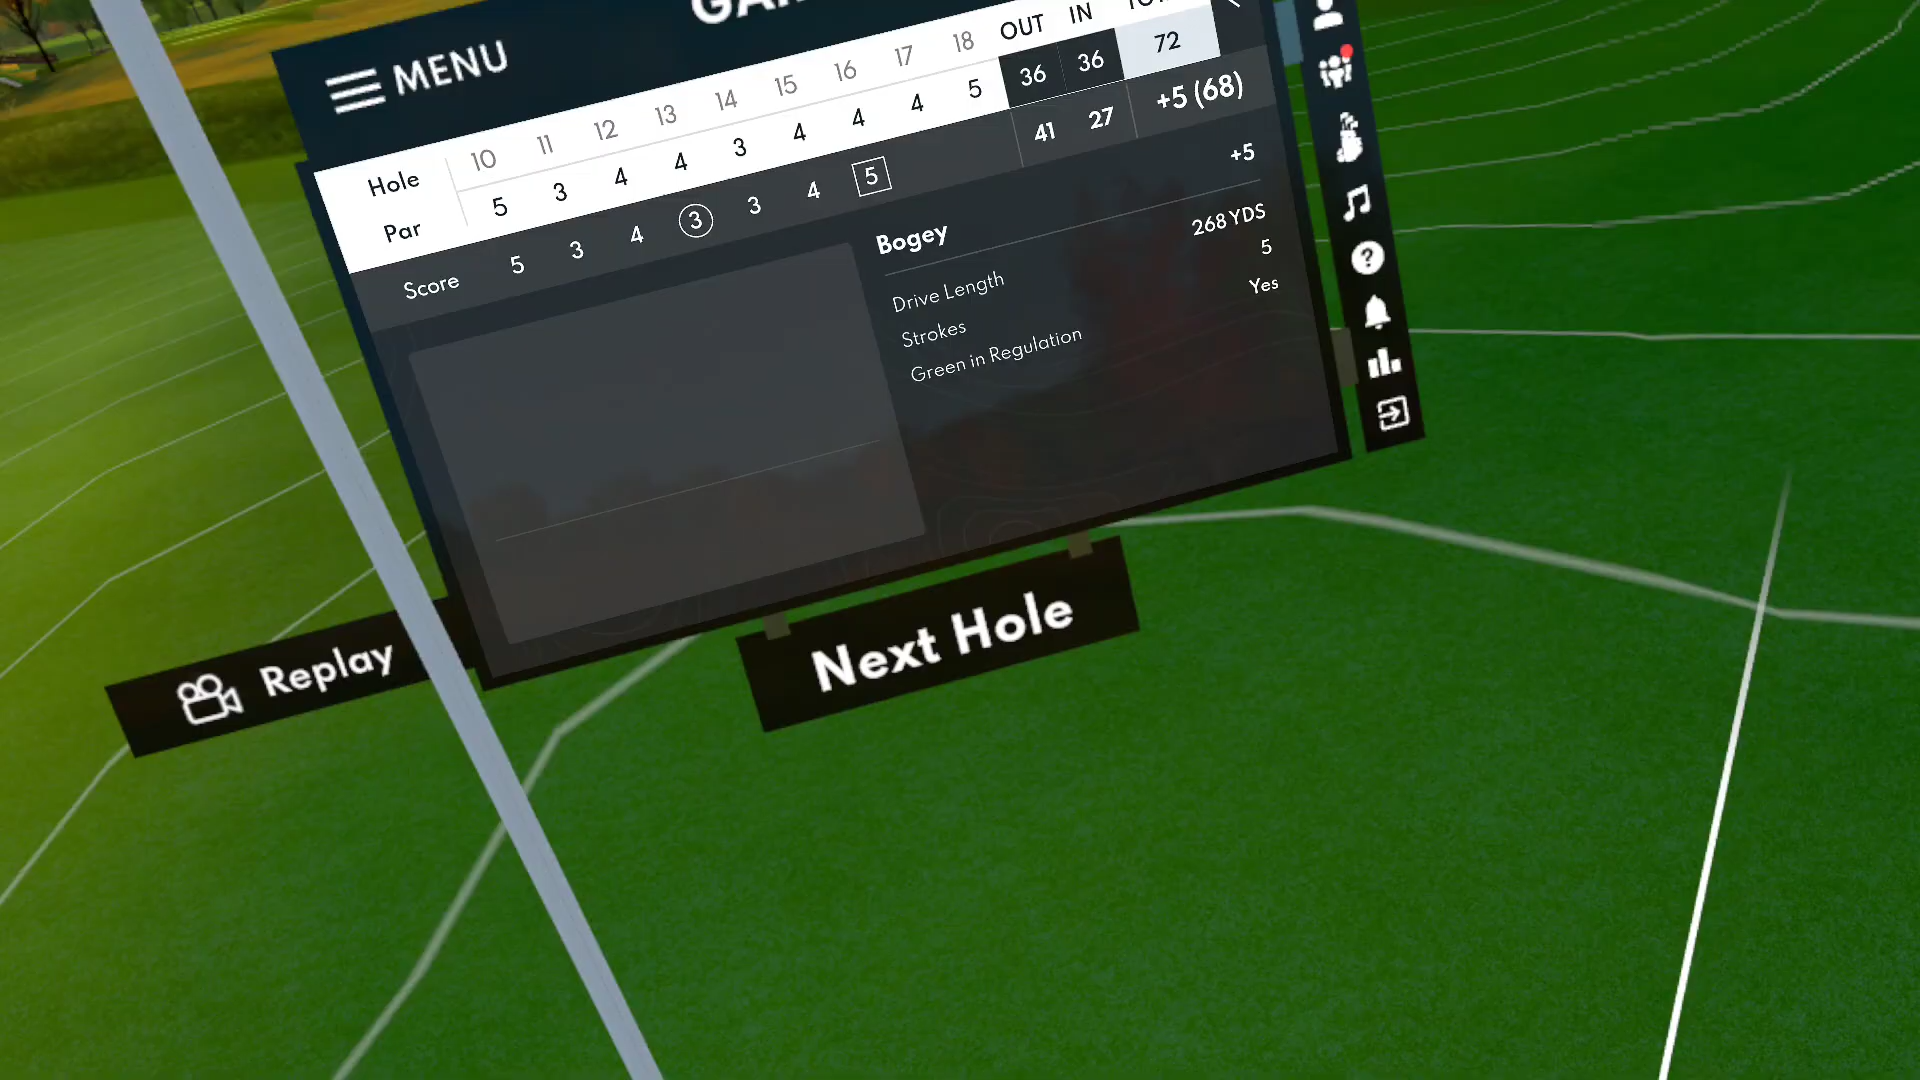 MENU
Hole 10 11 12 13 14 15 16 17 18 OUT IN
Par 5 3 4 4 3 4 4 4 5 36 36 72
Score 5 3 4 3 3 4 5 41 27 +5 (68)
Bogey +5
Drive Length 268 YDS
Strokes 5
Green in Regulation Yes
Replay
Next Hole